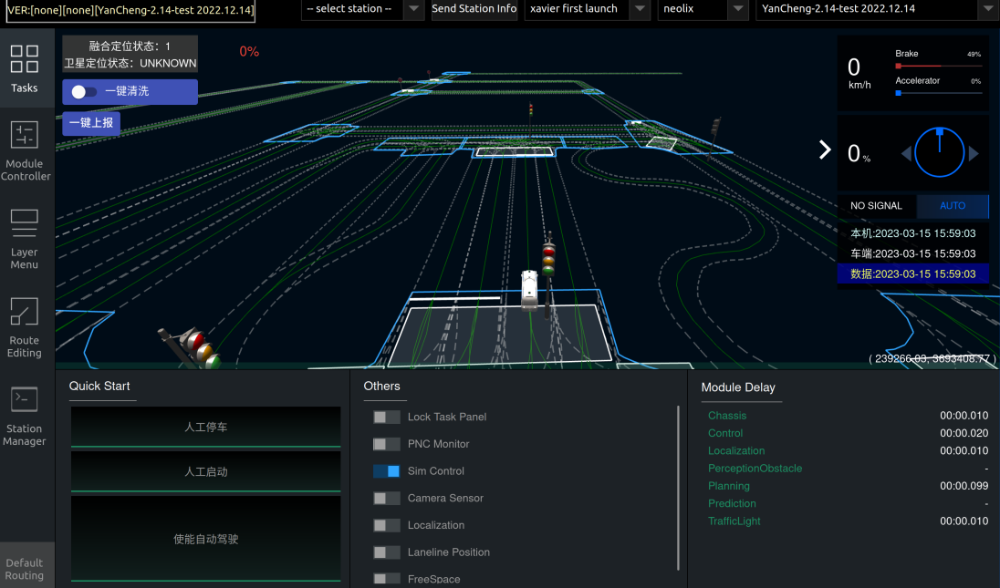 VER:[none][none][YanCheng-2.14-test 2022.12.14]
-- select station --
Send Station Info
xavier first launch
neolix
YanCheng-2.14-test 2022.12.14
Tasks
Module
Controller
Layer
Menu
Route
Editing
Station
Manager
Default
Routing
融合定位状态：1
卫星定位状态：UNKNOWN
一键清洗
一键上报
0%
0
km/h
Brake 49%
Accelerator 0%
0 %
NO SIGNAL
AUTO
本机:2023-03-15 15:59:03
车端:2023-03-15 15:59:03
数据:2023-03-15 15:59:03
( 239266.03, 3693408.77 )
Quick Start
人工停车
人工启动
使能自动驾驶
Others
Lock Task Panel
PNC Monitor
Sim Control
Camera Sensor
Localization
Laneline Position
FreeSpace
Module Delay
Chassis 00:00.010
Control 00:00.020
Localization 00:00.010
PerceptionObstacle -
Planning 00:00.099
Prediction -
TrafficLight 00:00.010